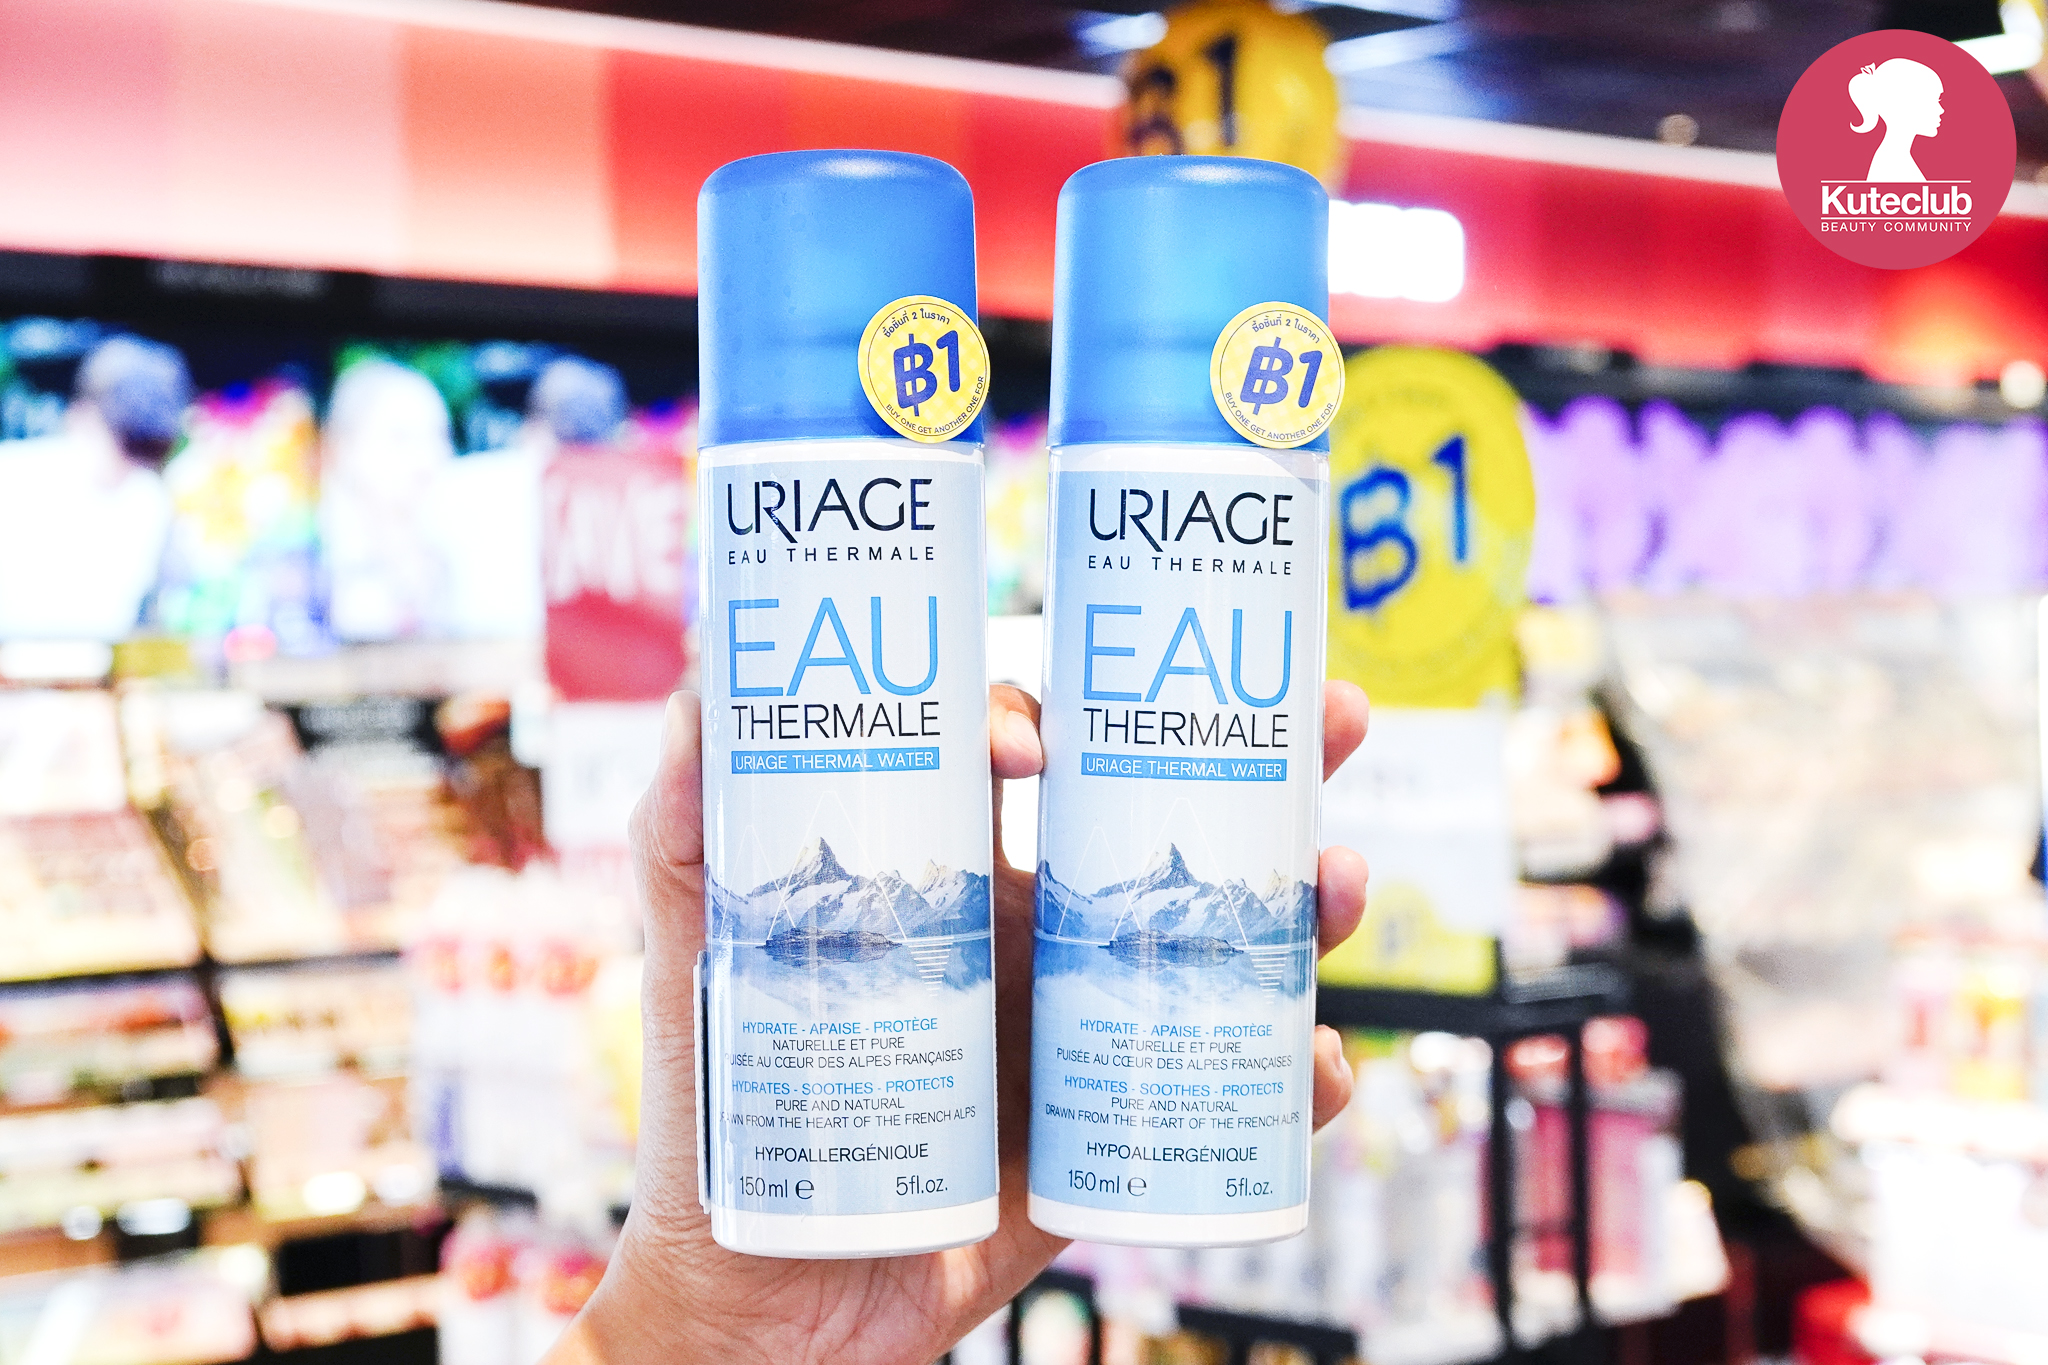 Kuteclub
BEAUTY COMMUNITY
ซื้อชิ้นที่ 2 ในราคา
฿1
BUY ONE GET ANOTHER ONE FOR
URIAGE
EAU THERMALE
EAU
THERMALE
URIAGE THERMAL WATER
HYDRATE - APAISE - PROTÈGE
NATURELLE ET PURE
PUISÉE AU CŒUR DES ALPES FRANÇAISES
HYDRATES - SOOTHES - PROTECTS
PURE AND NATURAL
DRAWN FROM THE HEART OF THE FRENCH ALPS
HYPOALLERGÉNIQUE
150 ml e 5fl.oz.
ซื้อชิ้นที่ 2 ในราคา
฿1
BUY ONE GET ANOTHER ONE FOR
URIAGE
EAU THERMALE
EAU
THERMALE
URIAGE THERMAL WATER
HYDRATE - APAISE - PROTÈGE
NATURELLE ET PURE
PUISÉE AU CŒUR DES ALPES FRANÇAISES
HYDRATES - SOOTHES - PROTECTS
PURE AND NATURAL
DRAWN FROM THE HEART OF THE FRENCH ALPS
HYPOALLERGÉNIQUE
150 ml e 5fl.oz.
฿1
฿1
SAVE